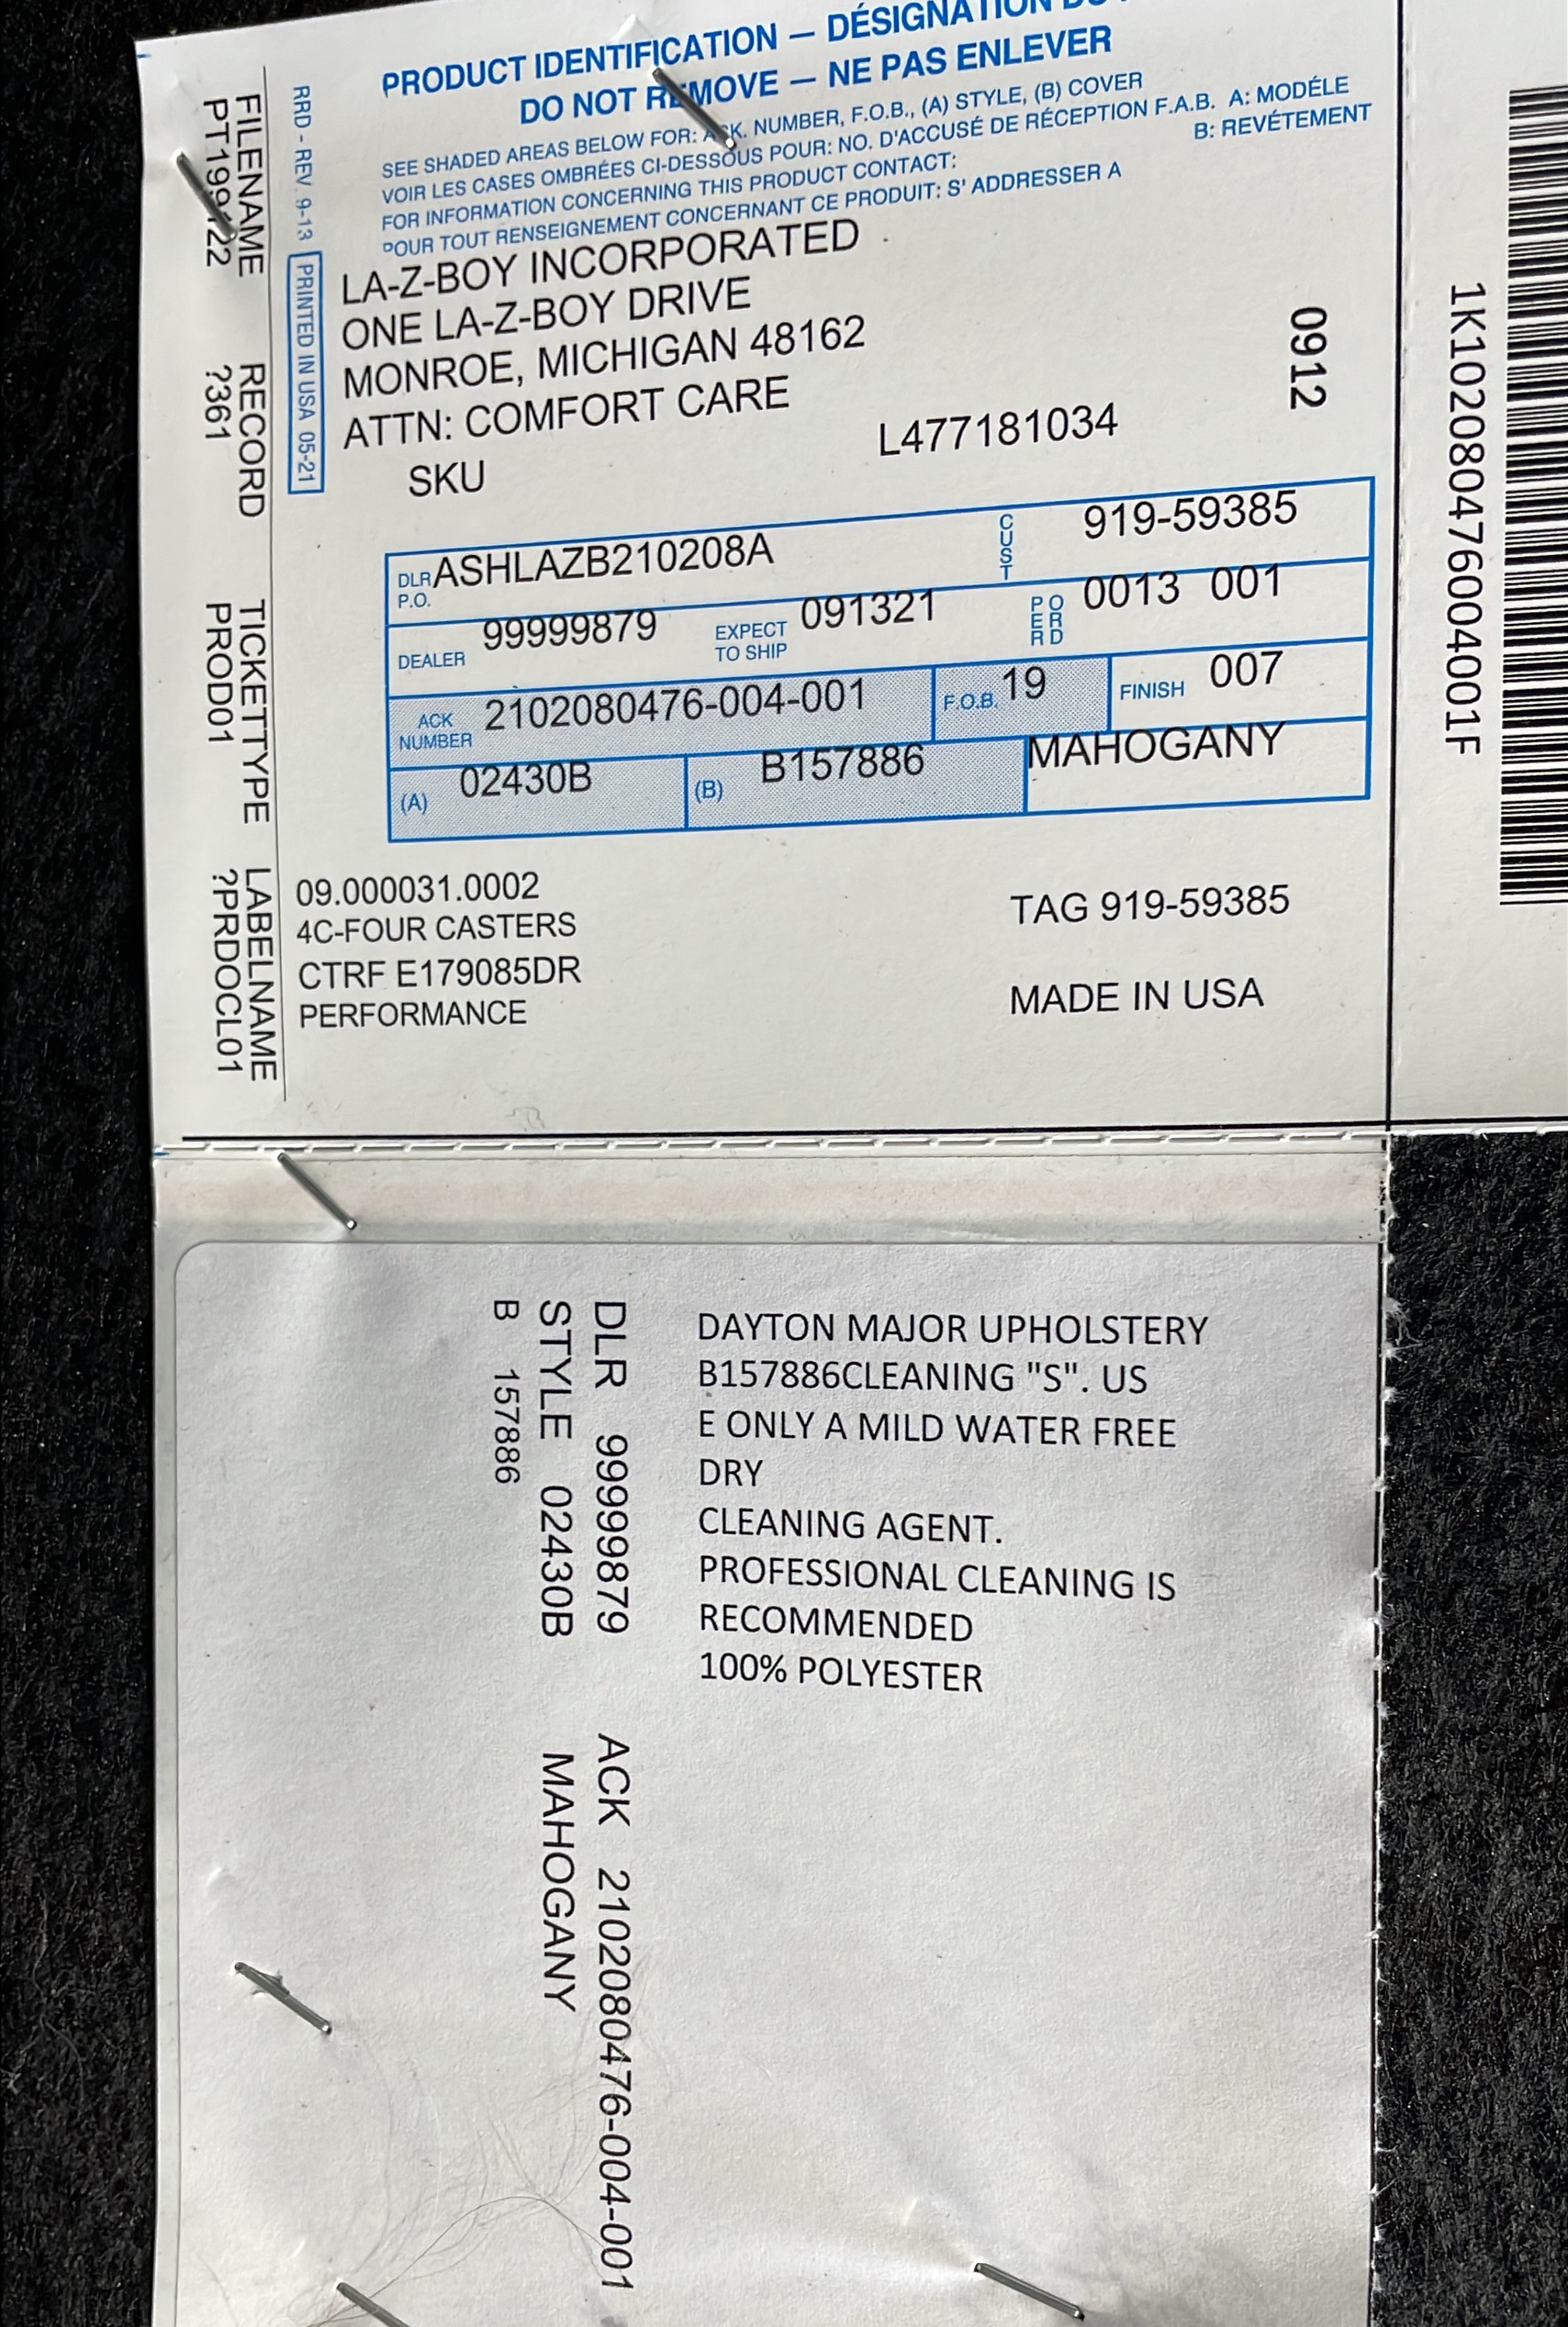 PRODUCT IDENTIFICATION — DÉSIGNATION DU
DO NOT REMOVE — NE PAS ENLEVER
SEE SHADED AREAS BELOW FOR: ACK. NUMBER, F.O.B., (A) STYLE, (B) COVER
VOIR LES CASES OMBRÉES CI-DESSOUS POUR: NO. D'ACCUSÉ DE RÉCEPTION F.A.B. A: MODÉLE
B: REVÉTEMENT
FOR INFORMATION CONCERNING THIS PRODUCT CONTACT:
POUR TOUT RENSEIGNEMENT CONCERNANT CE PRODUIT: S' ADDRESSER A
LA-Z-BOY INCORPORATED
ONE LA-Z-BOY DRIVE
MONROE, MICHIGAN 48162
ATTN: COMFORT CARE
SKU L477181034
0912
DLR P.O. ASHLAZB210208A CUST 919-59385
DEALER 99999879 EXPECT TO SHIP 091321 PER ORD 0013 001
ACK NUMBER 2102080476-004-001 F.O.B. 19 FINISH 007
(A) 02430B (B) B157886 MAHOGANY
09.000031.0002
4C-FOUR CASTERS
CTRF E179085DR
PERFORMANCE
TAG 919-59385
MADE IN USA
RRD - REV. 9-13 PRINTED IN USA 05-21
FILENAME RECORD TICKETTYPE LABELNAME
?361 PROD01 ?PRDOCL01
1K102080476004001F
DAYTON MAJOR UPHOLSTERY
B157886CLEANING "S". US
E ONLY A MILD WATER FREE
DRY
CLEANING AGENT.
PROFESSIONAL CLEANING IS
RECOMMENDED
100% POLYESTER
DLR 99999879 ACK 2102080476-004-001
STYLE 02430B MAHOGANY
B 157886